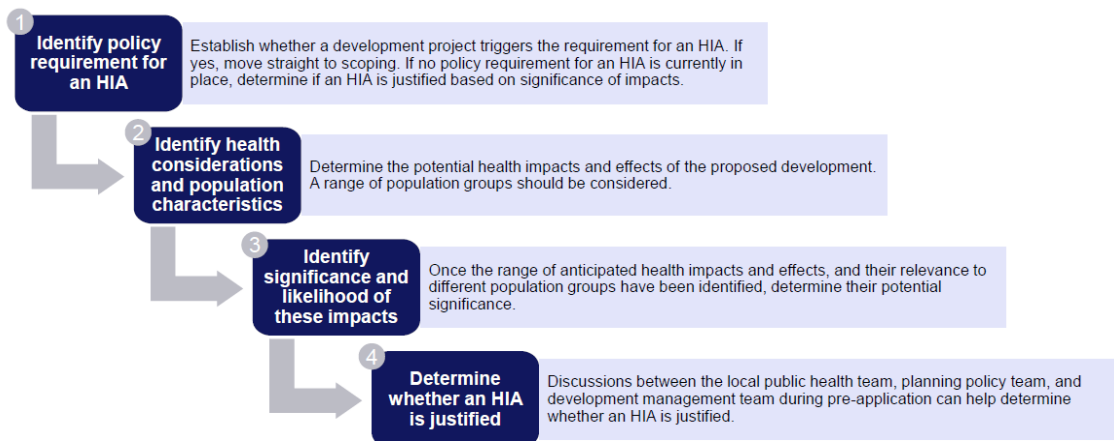 1
Identify policy
requirement for
an HIA
Establish whether a development project triggers the requirement for an HIA. If
yes, move straight to scoping. If no policy requirement for an HIA is currently in
place, determine if an HIA is justified based on significance of impacts.
2
Identify health
considerations
and population
characteristics
Determine the potential health impacts and effects of the proposed development.
A range of population groups should be considered.
3
Identify
significance and
likelihood of
these impacts
Once the range of anticipated health impacts and effects, and their relevance to
different population groups have been identified, determine their potential
significance.
4
Determine
whether an HIA
is justified
Discussions between the local public health team, planning policy team, and
development management team during pre-application can help determine
whether an HIA is justified.